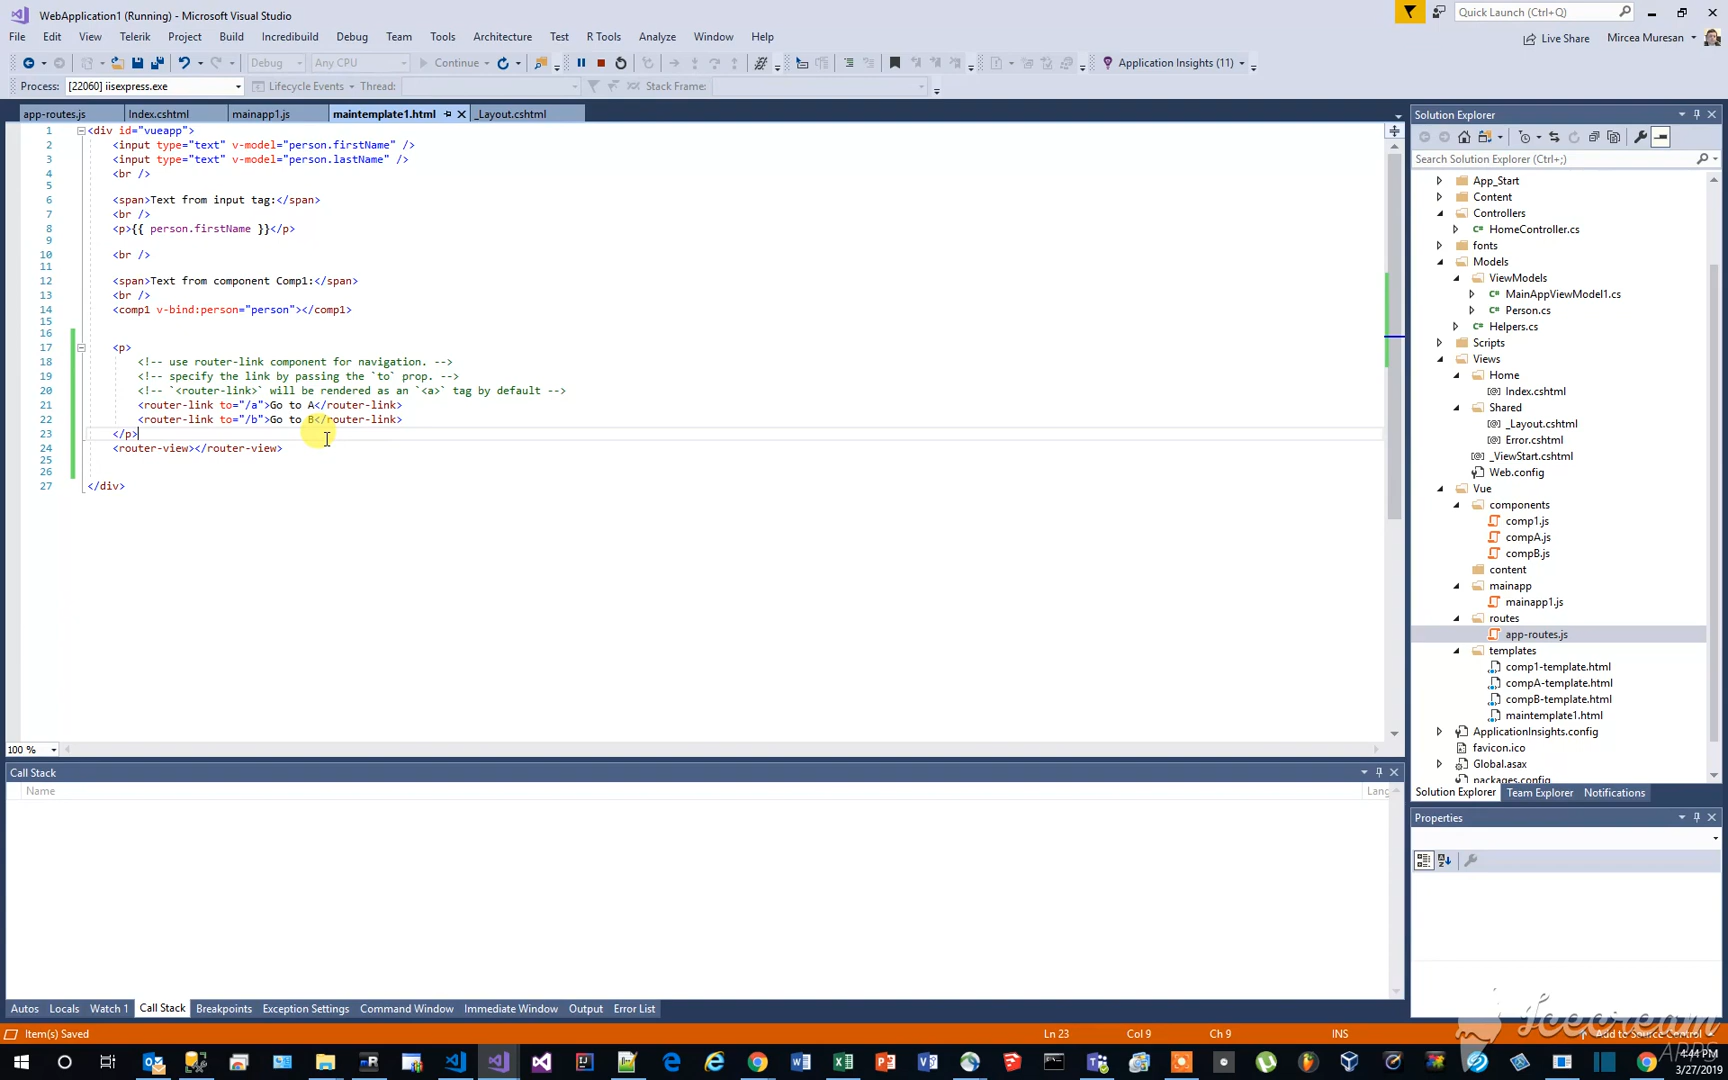 WebApplication1 (Running) - Microsoft Visual Studio
Quick Launch (Ctrl+Q)
File Edit View Telerik Project Build Incredibuild Debug Team Tools Architecture Test R Tools Analyze Window Help
Live Share Mircea Muresan
Debug Any CPU Continue Application Insights (11)
Process: [22060] iisexpress.exe Lifecycle Events Thread: Stack Frame:
app-routes.js Index.cshtml mainapp1.js maintemplate1.html _Layout.cshtml
1 <div id="vueapp">
2 <input type="text" v-model="person.firstName" />
3 <input type="text" v-model="person.lastName" />
4 <br />
5
6 <span>Text from input tag:</span>
7 <br />
8 <p>{{ person.firstName }}</p>
9
10 <br />
11
12 <span>Text from component Comp1:</span>
13 <br />
14 <comp1 v-bind:person="person"></comp1>
15
16
17 <p>
18 <!-- use router-link component for navigation. -->
19 <!-- specify the link by passing the `to` prop. -->
20 <!-- `<router-link>` will be rendered as an `<a>` tag by default -->
21 <router-link to="/a">Go to A</router-link>
22 <router-link to="/b">Go to B</router-link>
23 </p>
24 <router-view></router-view>
25
26
27 </div>
100 %
Solution Explorer
Search Solution Explorer (Ctrl+;)
App_Start
Content
Controllers
C# HomeController.cs
fonts
Models
ViewModels
C# MainAppViewModel1.cs
C# Person.cs
C# Helpers.cs
Scripts
Views
Home
[@] Index.cshtml
Shared
[@] _Layout.cshtml
[@] Error.cshtml
[@] _ViewStart.cshtml
Web.config
Vue
components
comp1.js
compA.js
compB.js
content
mainapp
mainapp1.js
routes
app-routes.js
templates
comp1-template.html
compA-template.html
compB-template.html
maintemplate1.html
ApplicationInsights.config
favicon.ico
Global.asax
packages.config
Solution Explorer Team Explorer Notifications
Properties
Call Stack
Name Lang
Autos Locals Watch 1 Call Stack Breakpoints Exception Settings Command Window Immediate Window Output Error List
Item(s) Saved Ln 23 Col 9 Ch 9 INS Add to Source Control
Icecream
APPS
4:44 PM
3/27/2019